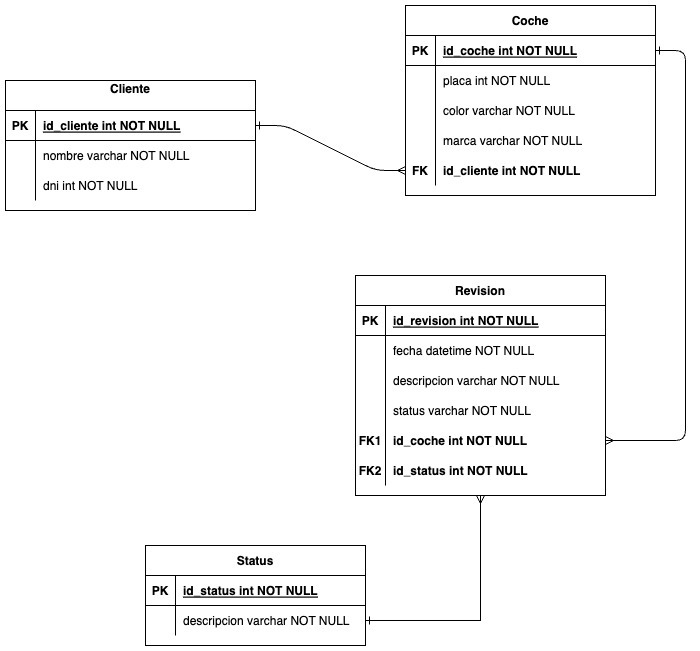 Coche
PK id_coche int NOT NULL
placa int NOT NULL
color varchar NOT NULL
marca varchar NOT NULL
FK id_cliente int NOT NULL
Cliente
PK id_cliente int NOT NULL
nombre varchar NOT NULL
dni int NOT NULL
Revision
PK id_revision int NOT NULL
fecha datetime NOT NULL
descripcion varchar NOT NULL
status varchar NOT NULL
FK1 id_coche int NOT NULL
FK2 id_status int NOT NULL
Status
PK id_status int NOT NULL
descripcion varchar NOT NULL